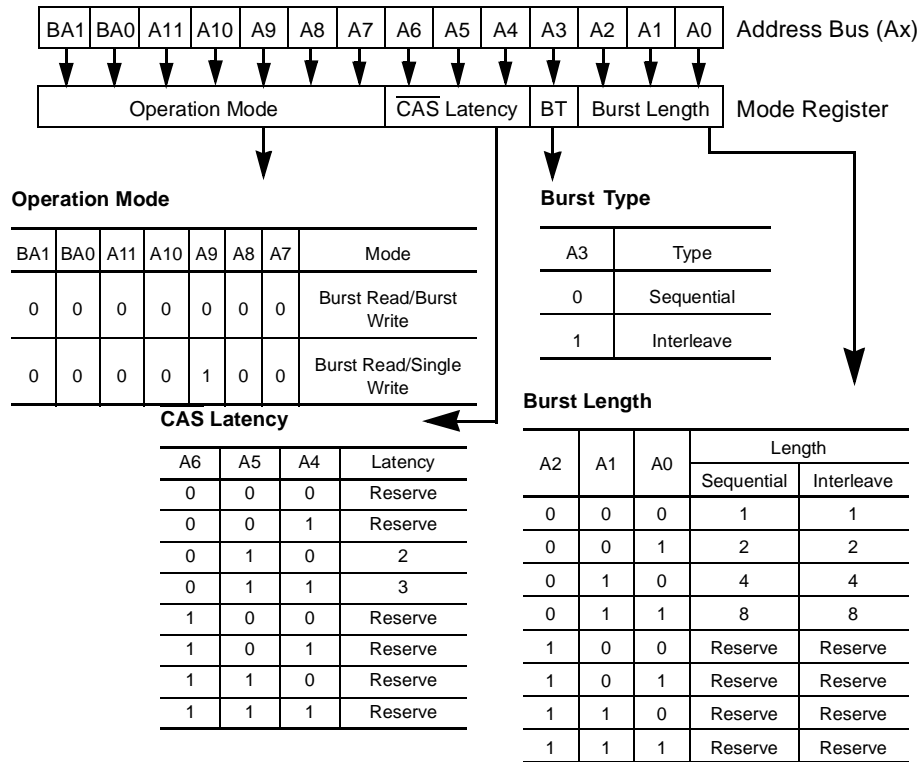 BA1 BA0 A11 A10 A9 A8 A7 A6 A5 A4 A3 A2 A1 A0 Address Bus (Ax)
Operation Mode CAS Latency BT Burst Length Mode Register
Operation Mode
BA1 BA0 A11 A10 A9 A8 A7 Mode
0 0 0 0 0 0 0 Burst Read/Burst
Write
0 0 0 0 1 0 0 Burst Read/Single
Write
Burst Type
A3 Type
0 Sequential
1 Interleave
CAS Latency
A6 A5 A4 Latency
0 0 0 Reserve
0 0 1 Reserve
0 1 0 2
0 1 1 3
1 0 0 Reserve
1 0 1 Reserve
1 1 0 Reserve
1 1 1 Reserve
Burst Length
A2 A1 A0 Length
Sequential Interleave
0 0 0 1 1
0 0 1 2 2
0 1 0 4 4
0 1 1 8 8
1 0 0 Reserve Reserve
1 0 1 Reserve Reserve
1 1 0 Reserve Reserve
1 1 1 Reserve Reserve